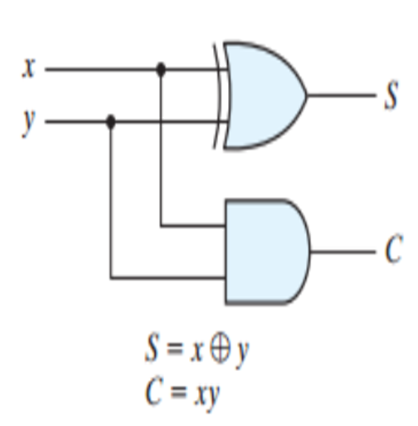 x
y
S
C
S = x ⊕ y
C = xy